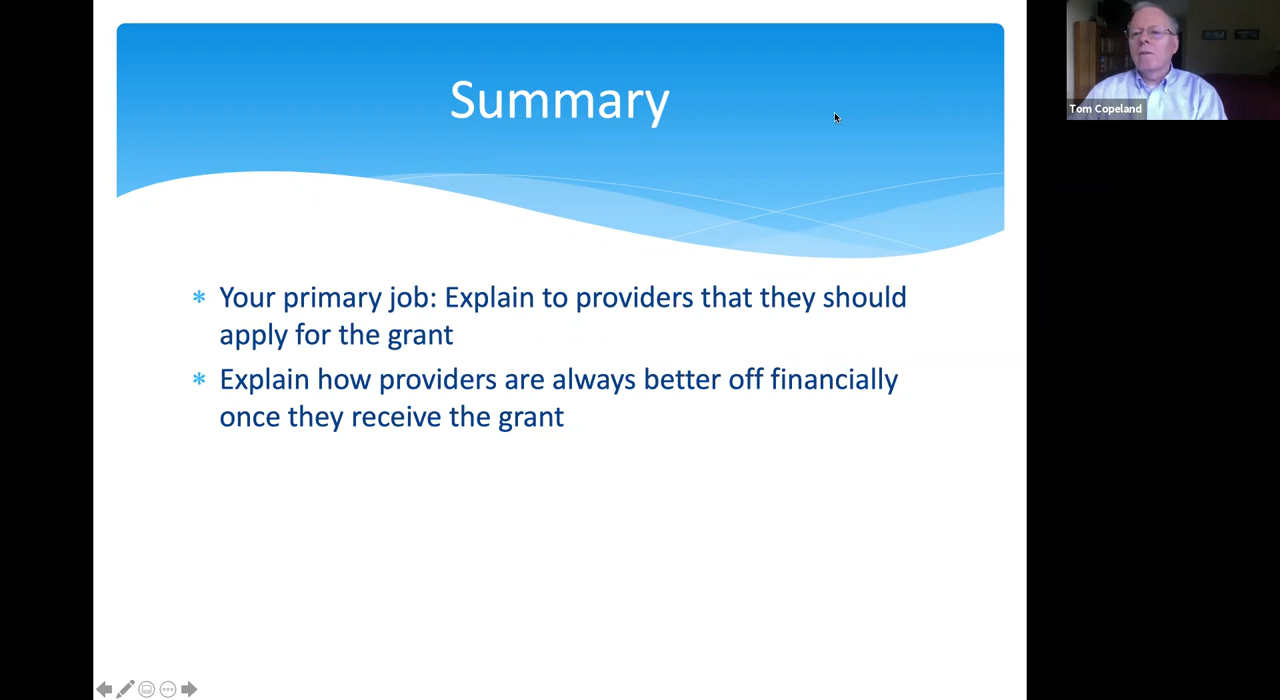 Summary
* Your primary job: Explain to providers that they should
apply for the grant
* Explain how providers are always better off financially
once they receive the grant
Tom Copeland